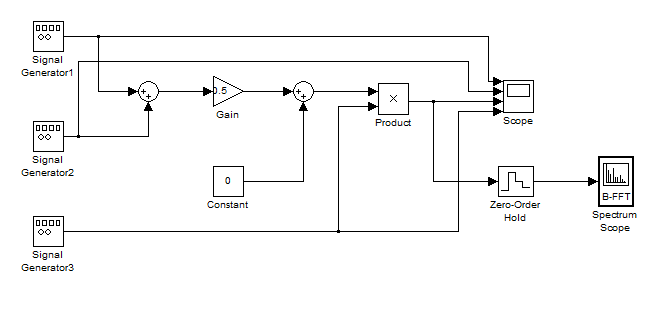 Signal
Generator1
0.5
Gain
×
Product
Scope
Signal
Generator2
0
Constant
Zero-Order
Hold
B-FFT
Spectrum
Scope
Signal
Generator3